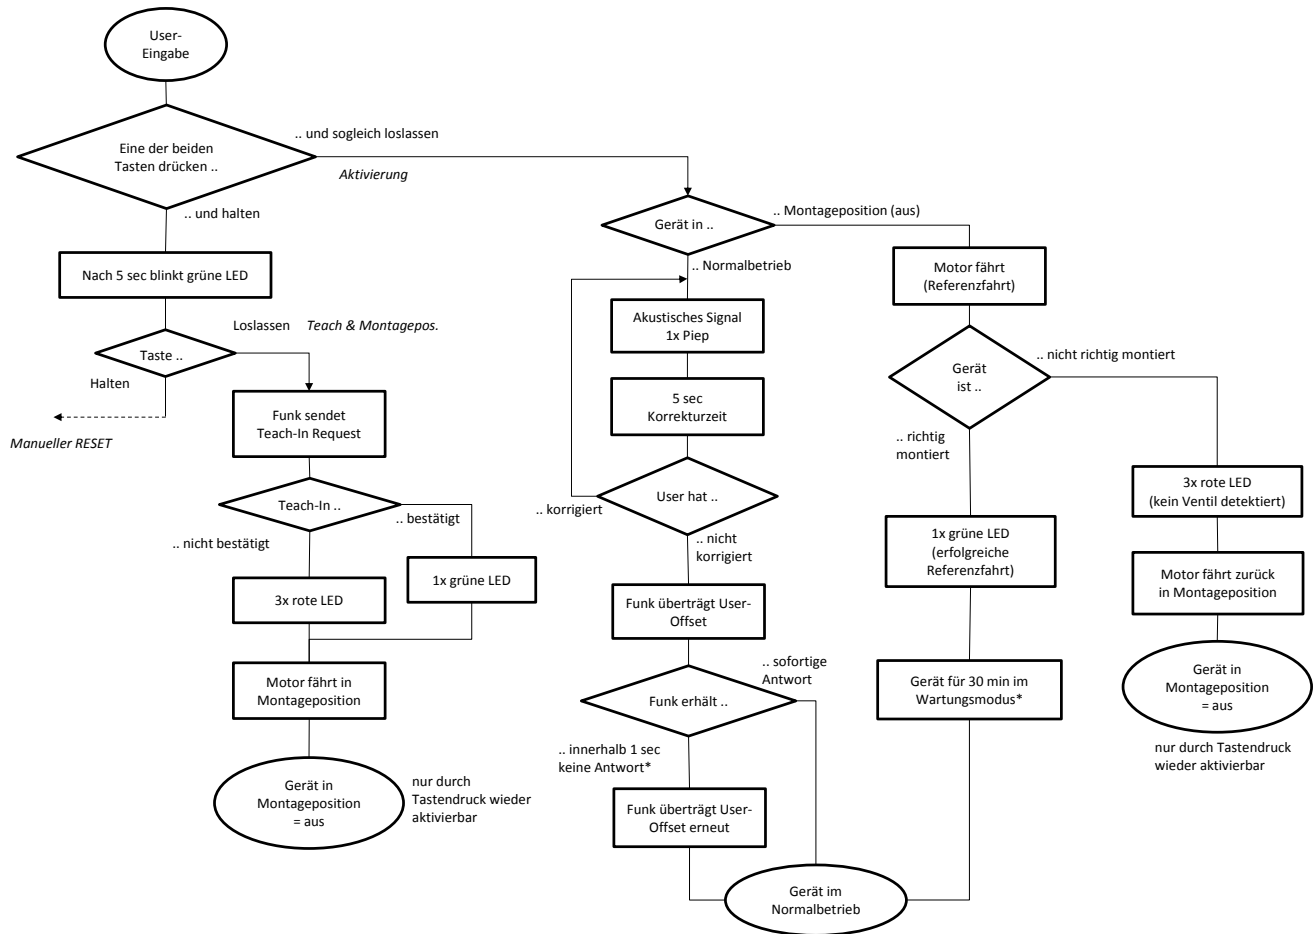 User-
Eingabe
Eine der beiden
Tasten drücken ..
.. und sogleich loslassen
Aktivierung
.. und halten
Nach 5 sec blinkt grüne LED
Loslassen
Teach & Montagepos.
Taste ..
Halten
Manueller RESET
Funk sendet
Teach-In Request
Teach-In ..
.. bestätigt
.. nicht bestätigt
1x grüne LED
3x rote LED
Motor fährt in
Montageposition
Gerät in
Montageposition
= aus
nur durch
Tastendruck wieder
aktivierbar
Gerät in ..
.. Montageposition (aus)
.. Normalbetrieb
Akustisches Signal
1x Piep
5 sec
Korrekturzeit
User hat ..
.. korrigiert
.. nicht
korrigiert
Funk überträgt User-
Offset
.. sofortige
Antwort
Funk erhält ..
.. innerhalb 1 sec
keine Antwort*
Funk überträgt User-
Offset erneut
Gerät im
Normalbetrieb
Motor fährt
(Referenzfahrt)
Gerät
ist ..
.. nicht richtig montiert
.. richtig
montiert
1x grüne LED
(erfolgreiche
Referenzfahrt)
Gerät für 30 min im
Wartungsmodus*
3x rote LED
(kein Ventil detektiert)
Motor fährt zurück
in Montageposition
Gerät in
Montageposition
= aus
nur durch Tastendruck
wieder aktivierbar